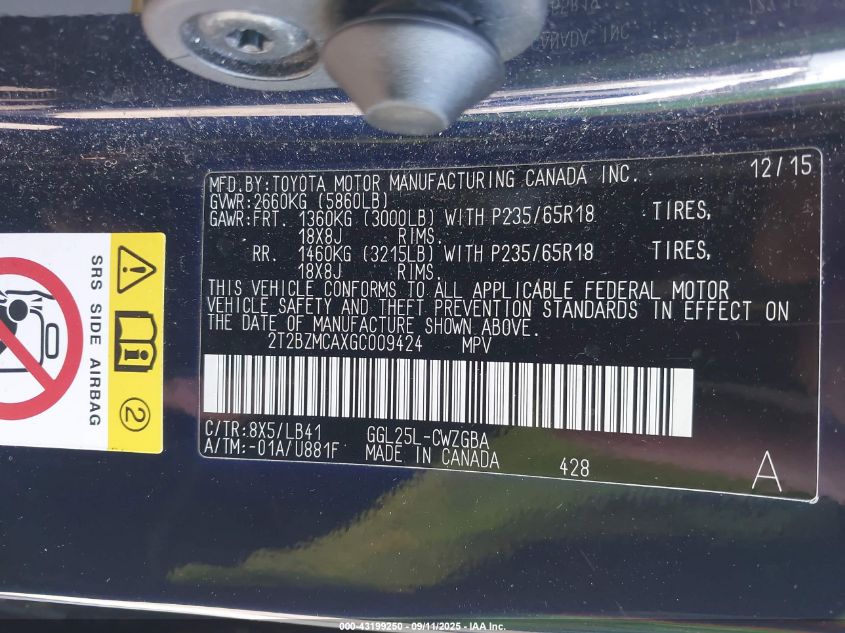 MFD.BY:TOYOTA MOTOR MANUFACTURING CANADA INC. 12/15
GVWR:2660KG (5860LB)
GAWR:FRT. 1360KG (3000LB) WITH P235/65R18 TIRES,
18X8J RIMS.
RR. 1460KG (3215LB) WITH P235/65R18 TIRES,
18X8J RIMS.
THIS VEHICLE CONFORMS TO ALL APPLICABLE FEDERAL MOTOR
VEHICLE SAFETY AND THEFT PREVENTION STANDARDS IN EFFECT ON
THE DATE OF MANUFACTURE SHOWN ABOVE.
2T2BZMCAXGC009424 MPV
C/TR:8X5/LB41 GGL25L-CWZGBA
A/TM:-01A/U881F MADE IN CANADA 428 A
SRS SIDE AIRBAG
2
000-43199250 - 09/11/2025 - IAA Inc.